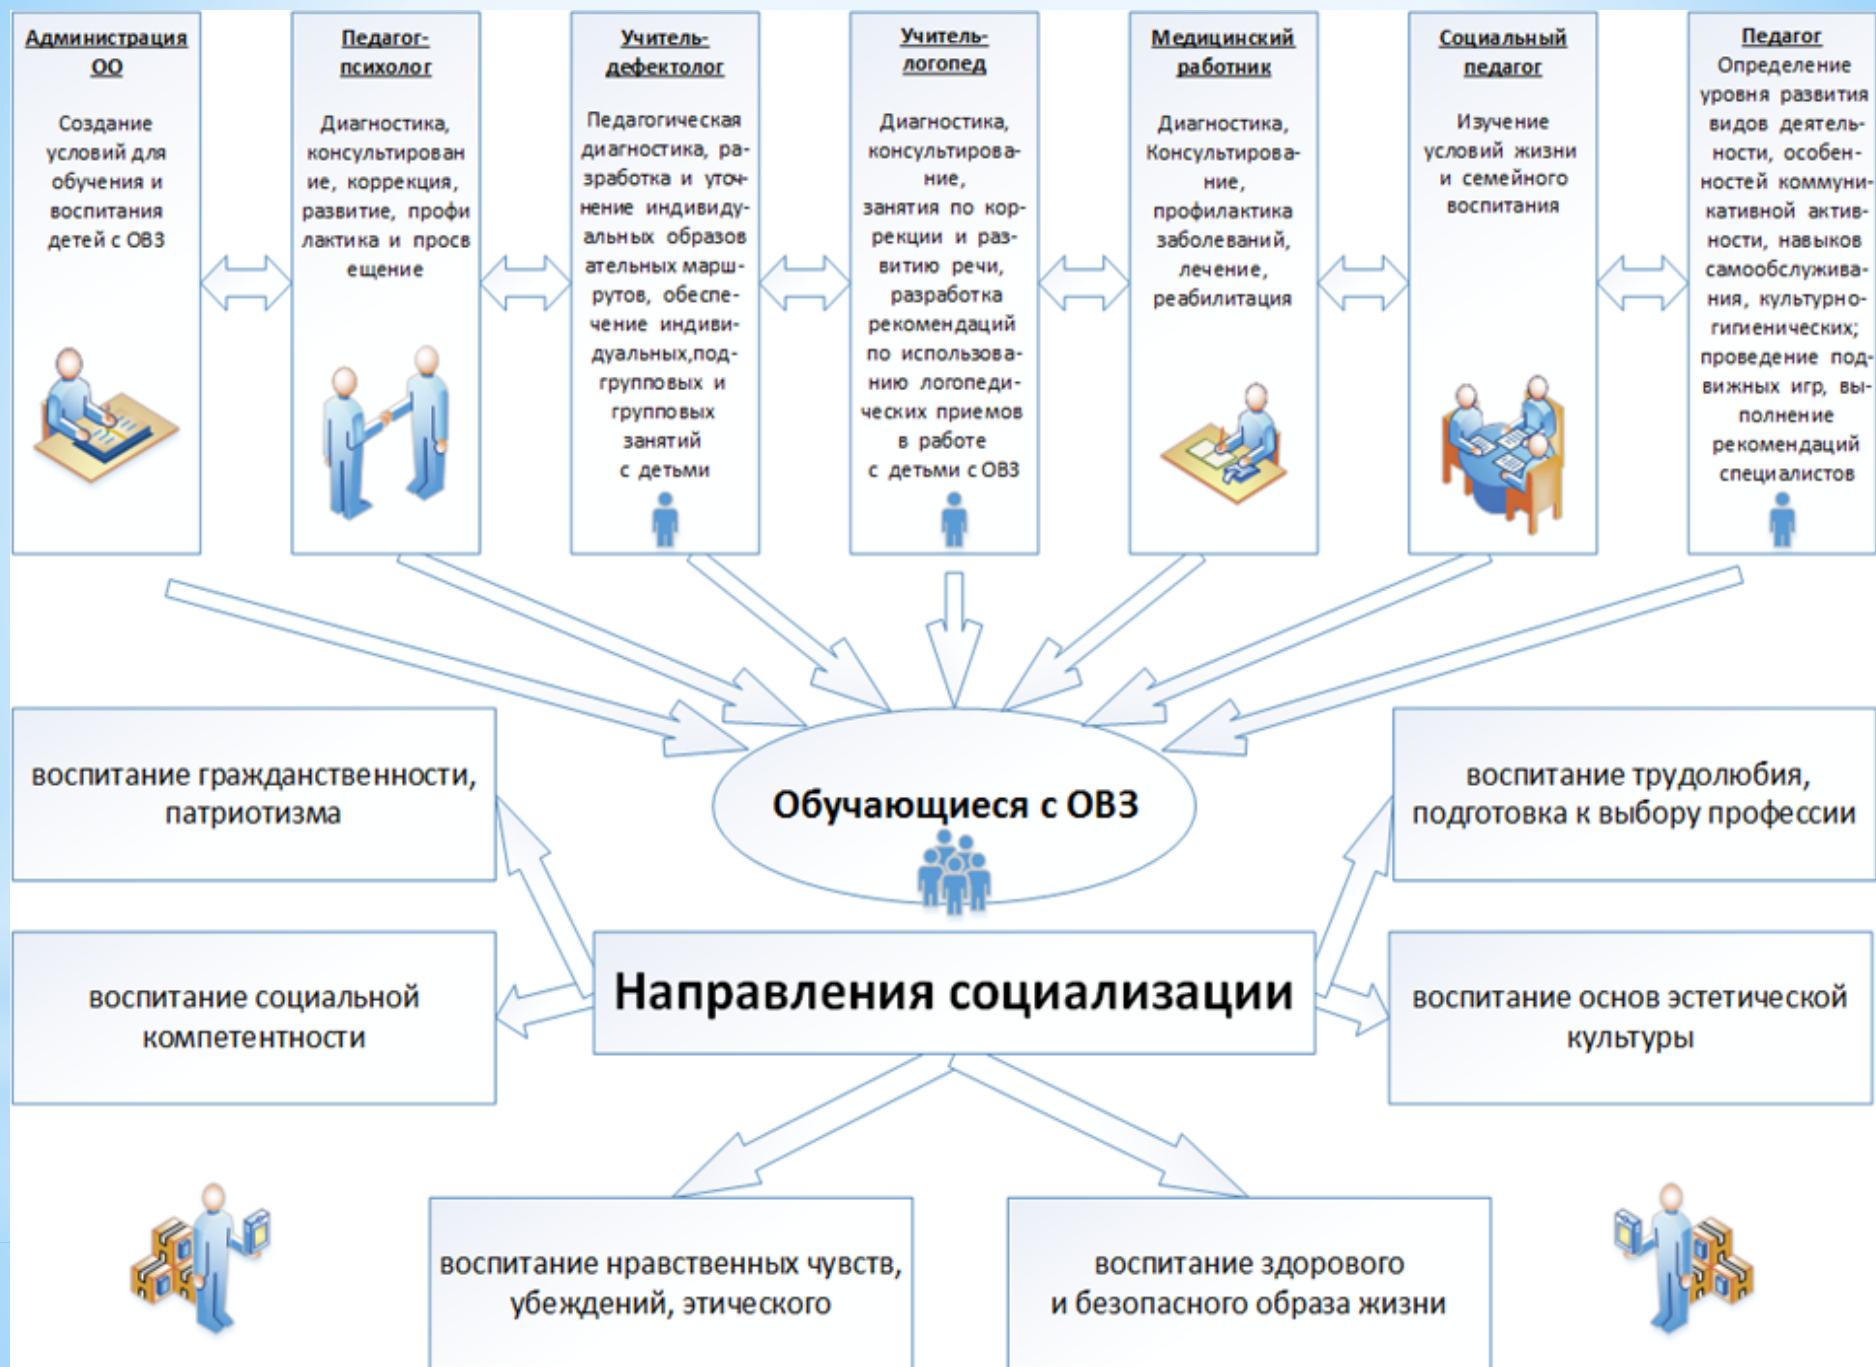 Администрация
ОО
Создание
условий для
обучения и
воспитания
детей с ОВЗ
Педагог-
психолог
Диагностика,
консультирован
ие, коррекция,
развитие, профи
лактика и просв
ещение
Учитель-
дефектолог
Педагогическая
диагностика, ра-
зработка и уточ-
нение индивиду-
альных образов
ательных марш-
рутов, обеспе-
чение индиви-
дуальных,под-
групповых и
групповых
занятий
с детьми
Учитель-
логопед
Диагностика,
консультирова-
ние,
занятия по кор-
рекции и раз-
витию речи,
разработка
рекомендаций
по использова-
нию логопеди-
ческих приемов
в работе
с детьми с ОВЗ
Медицинский
работник
Диагностика,
Консультирова-
ние,
профилактика
заболеваний,
лечение,
реабилитация
Социальный
педагог
Изучение
условий жизни
и семейного
воспитания
Педагог
Определение
уровня развития
видов деятель-
ности, особен-
ностей коммуни-
кативной актив-
ности, навыков
самообслужива-
ния, культурно-
гигиенических;
проведение под-
вижных игр, вы-
полнение
рекомендаций
специалистов
Обучающиеся с ОВЗ
воспитание гражданственности,
патриотизма
воспитание трудолюбия,
подготовка к выбору профессии
Направления социализации
воспитание социальной
компетентности
воспитание основ эстетической
культуры
воспитание нравственных чувств,
убеждений, этического
воспитание здорового
и безопасного образа жизни